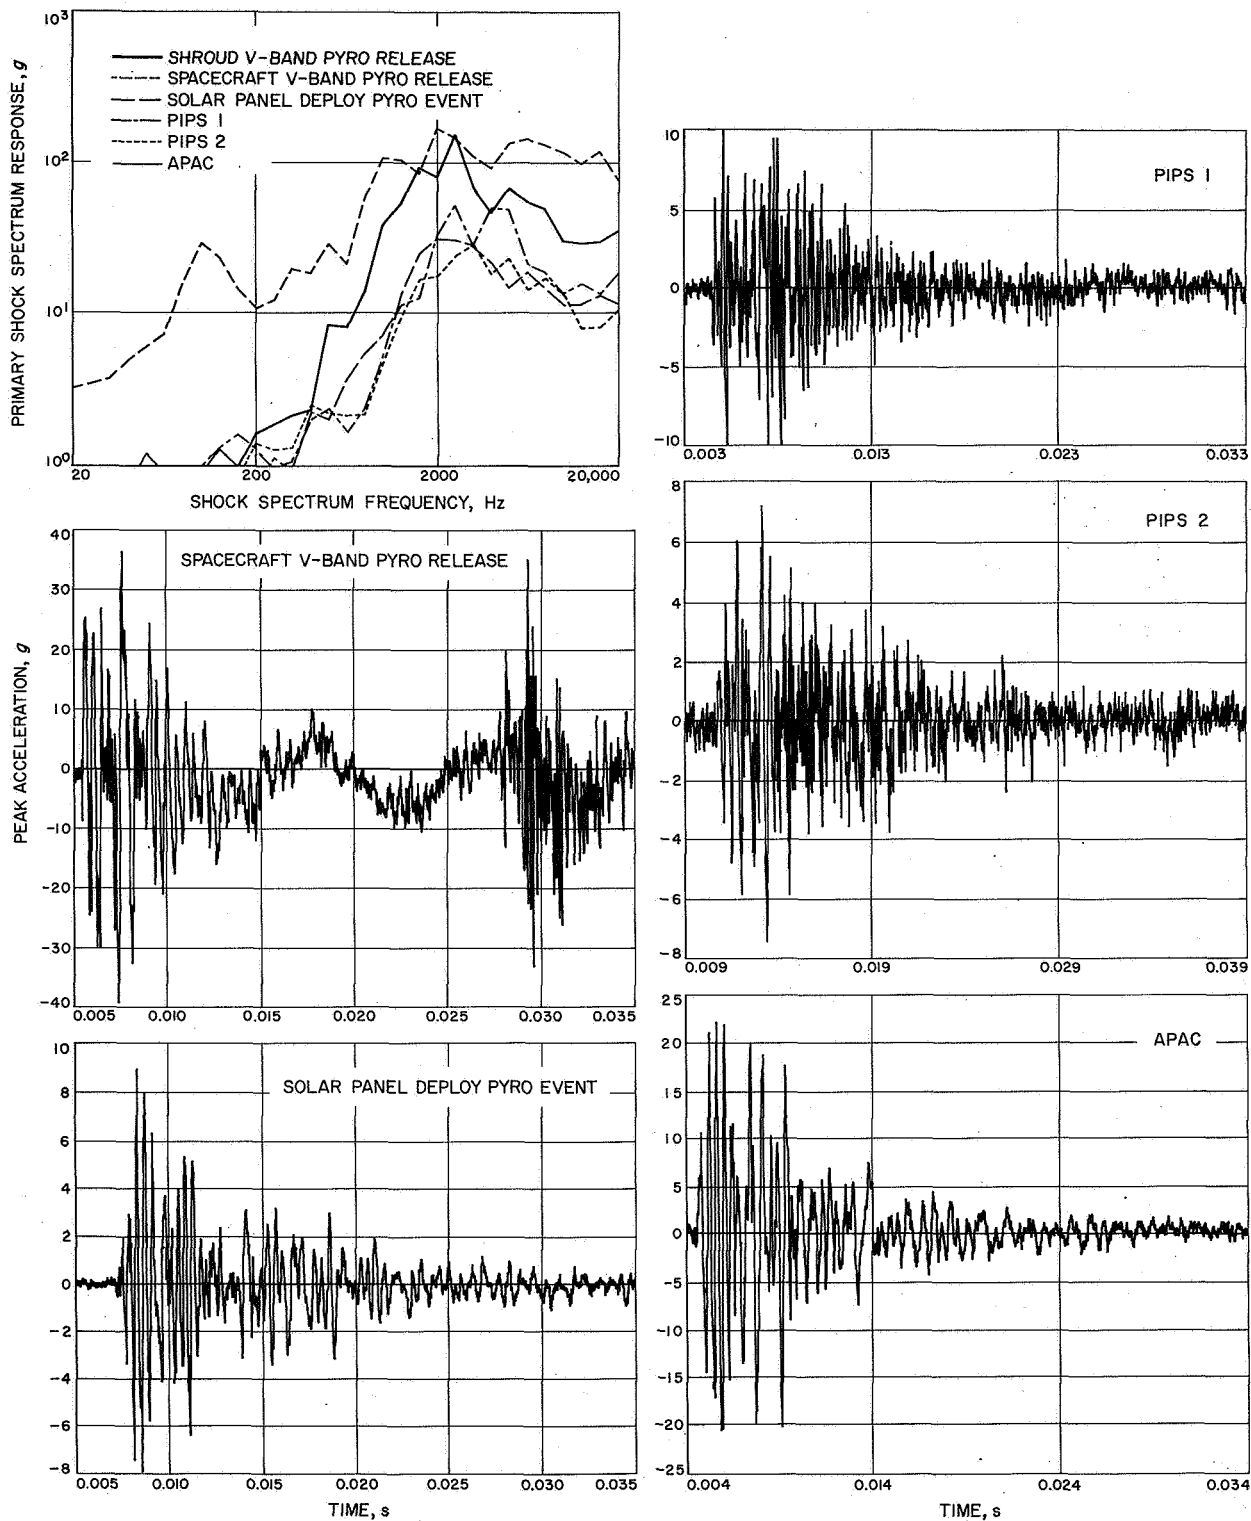 10³
SHROUD V-BAND PYRO RELEASE
SPACECRAFT V-BAND PYRO RELEASE
SOLAR PANEL DEPLOY PYRO EVENT
PIPS 1
PIPS 2
APAC
10²
10¹
10⁰
PRIMARY SHOCK SPECTRUM RESPONSE, g
20 200 2000 20,000
SHOCK SPECTRUM FREQUENCY, Hz
SPACECRAFT V-BAND PYRO RELEASE
40
30
20
10
0
-10
-20
-30
-40
PEAK ACCELERATION, g
0.005 0.010 0.015 0.020 0.025 0.030 0.035
SOLAR PANEL DEPLOY PYRO EVENT
10
8
6
4
2
0
-2
-4
-6
-8
0.005 0.010 0.015 0.020 0.025 0.030 0.035
TIME, s
PIPS 1
10
5
0
-5
-10
0.003 0.013 0.023 0.033
PIPS 2
8
6
4
2
0
-2
-4
-6
-8
0.009 0.019 0.029 0.039
APAC
25
20
15
10
5
0
-5
-10
-15
-20
-25
0.004 0.014 0.024 0.034
TIME, s